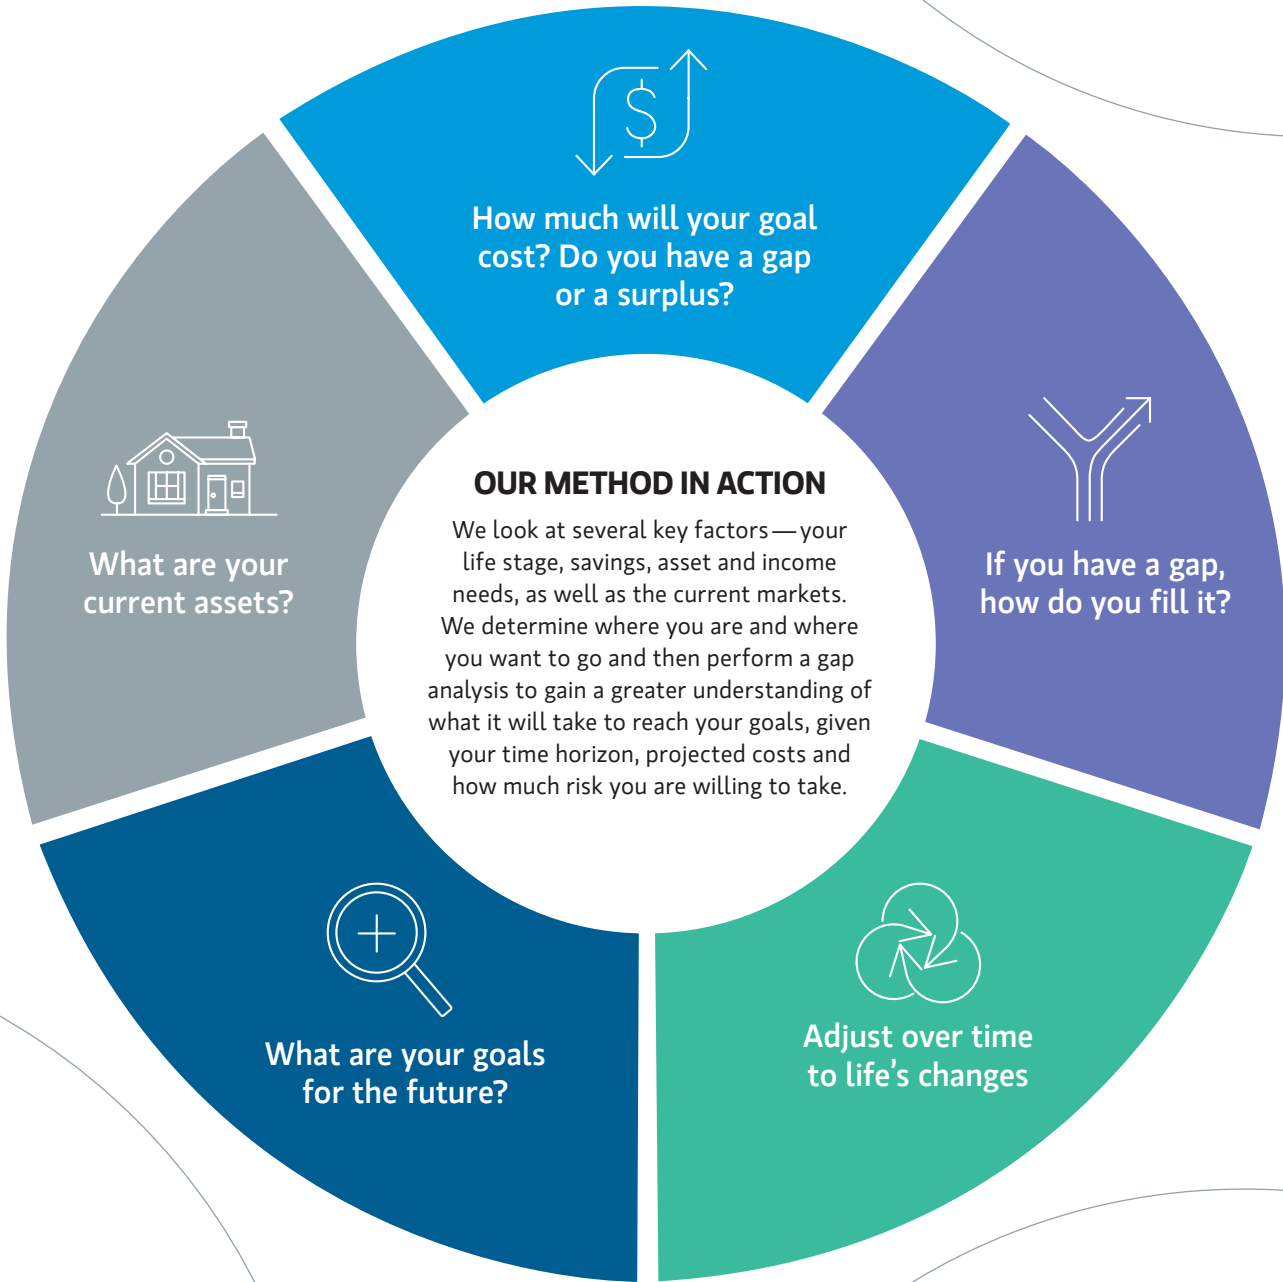 How much will your goal
cost? Do you have a gap
or a surplus?
What are your
current assets?
OUR METHOD IN ACTION
We look at several key factors—your
life stage, savings, asset and income
needs, as well as the current markets.
We determine where you are and where
you want to go and then perform a gap
analysis to gain a greater understanding of
what it will take to reach your goals, given
your time horizon, projected costs and
how much risk you are willing to take.
If you have a gap,
how do you fill it?
What are your goals
for the future?
Adjust over time
to life's changes